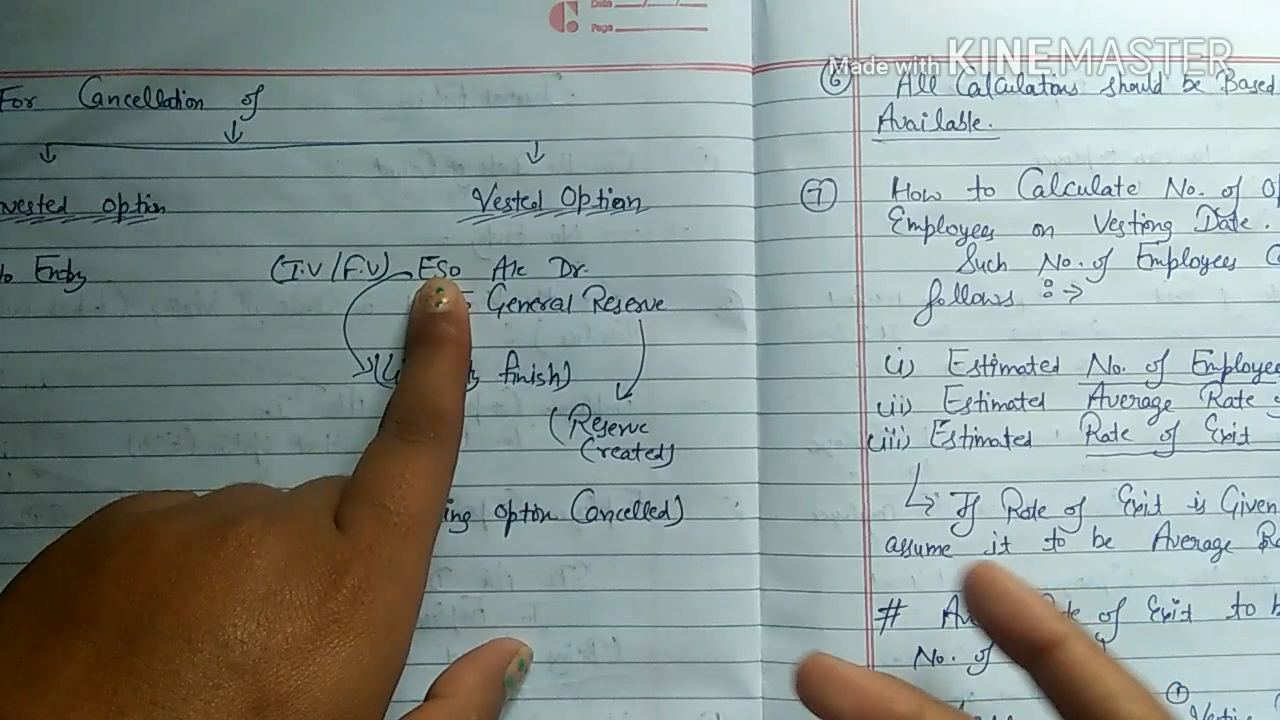 Date
Page
Made with KINEMASTER
For Cancellation of
Vested Option
Entry
(I.V/F.V) ESO A/c Dr.
General Reserve
finish)
(Reserve
Created)
option Cancelled)
⑥ All Calculations should be Based
Available.
⑦ How to Calculate No. of
Employees on Vesting Date.
Such No. of Employees
follows :->
(i) Estimated No. of Employee
(ii) Estimated Average Rate
(iii) Estimated Rate of Exit
If Rate of Exit is Given
assume it to be Average
# of Exit to
No. of
①